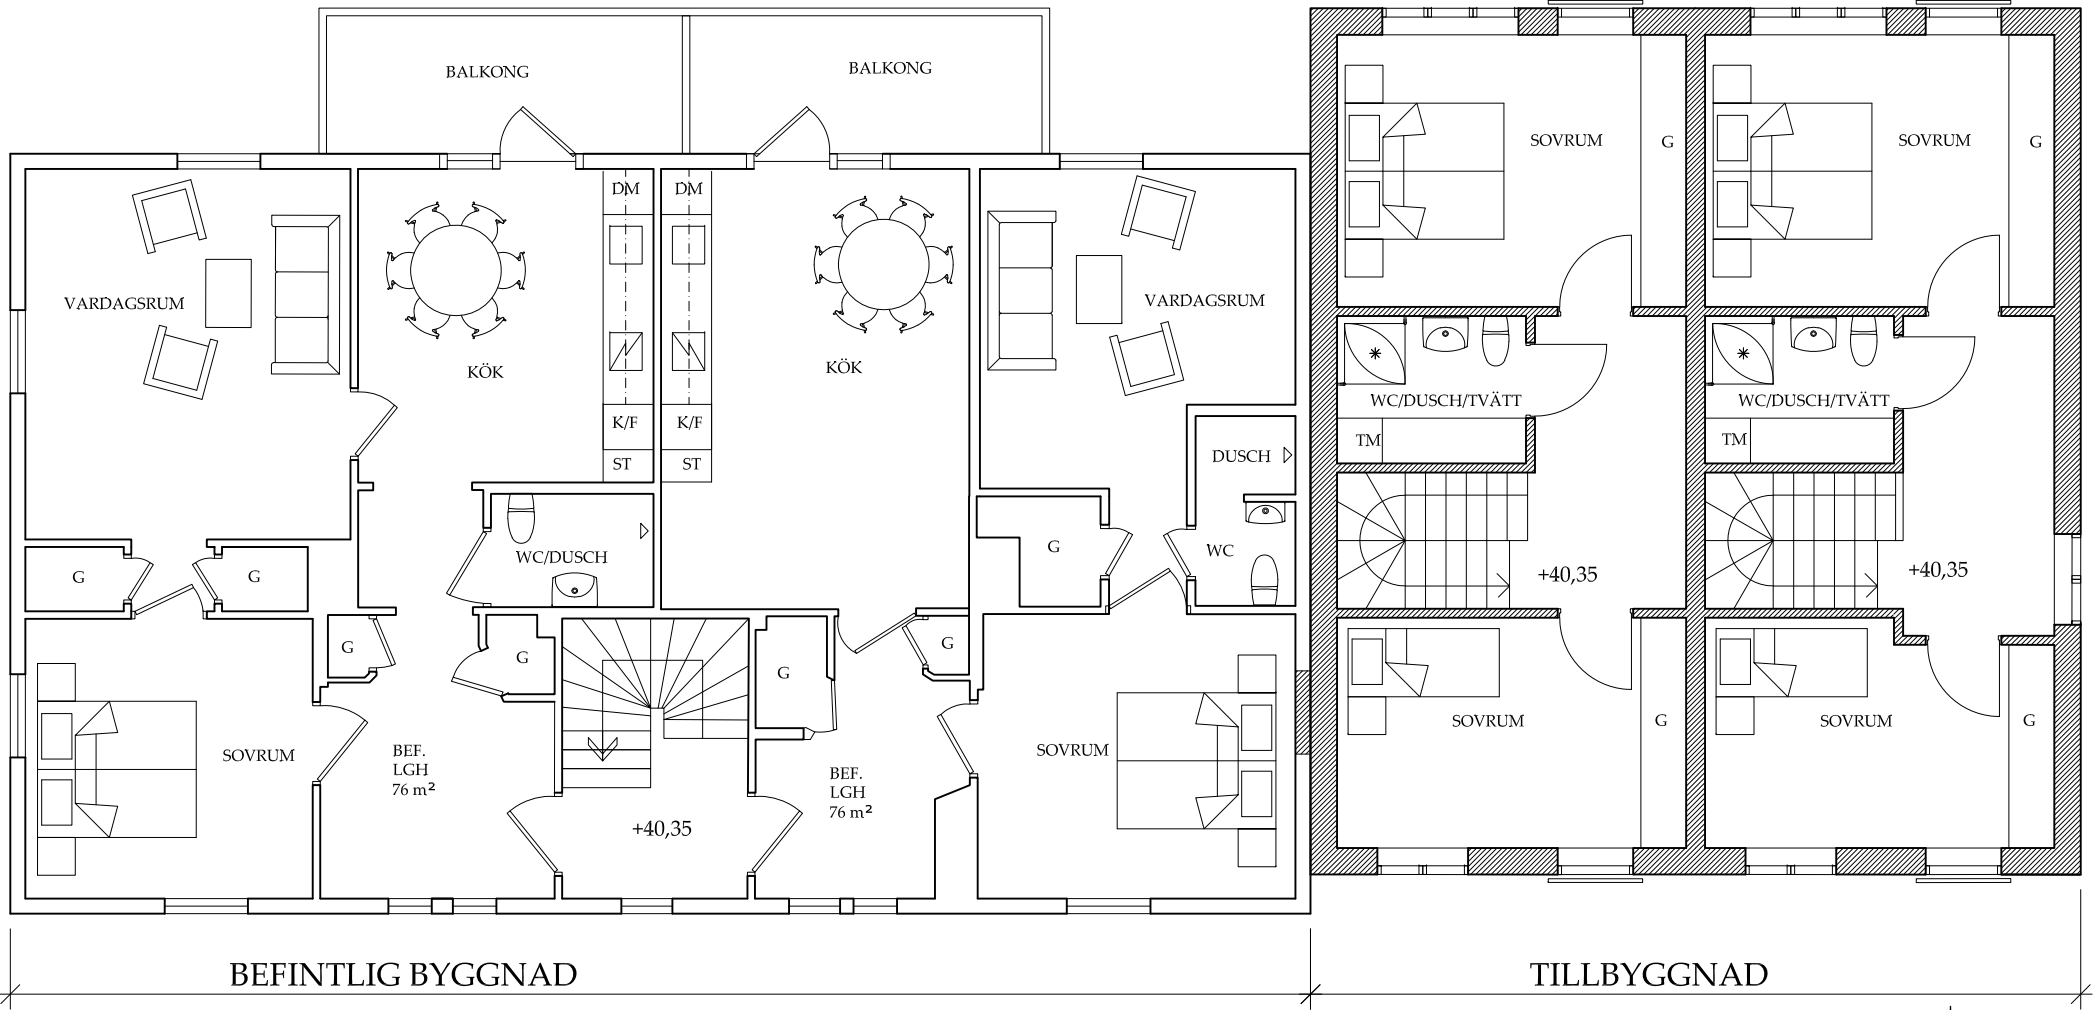 BALKONG
BALKONG
SOVRUM
G
SOVRUM
G
DM
DM
VARDAGSRUM
VARDAGSRUM
KÖK
KÖK
WC/DUSCH/TVÄTT
WC/DUSCH/TVÄTT
K/F
K/F
TM
TM
ST
ST
DUSCH
WC/DUSCH
G
WC
G
G
+40,35
+40,35
G
G
G
G
SOVRUM
G
SOVRUM
G
SOVRUM
SOVRUM
BEF.
LGH
76 m²
BEF.
LGH
76 m²
+40,35
BEFINTLIG BYGGNAD
TILLBYGGNAD